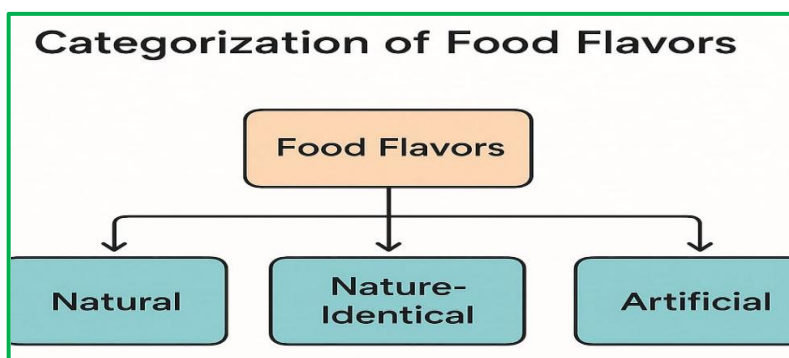 Categorization of Food Flavors
Food Flavors
Natural
Nature-
Identical
Artificial